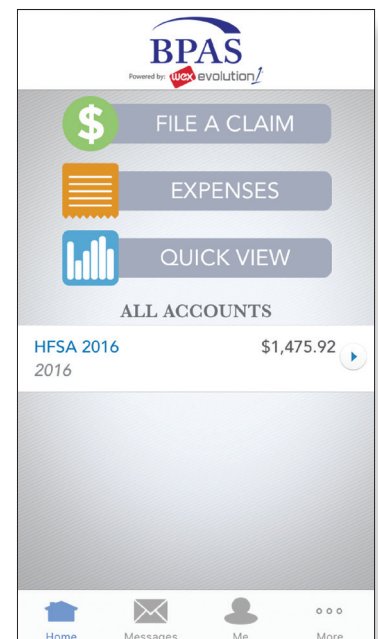 BPAS
Powered by: wex evolution1
FILE A CLAIM
EXPENSES
QUICK VIEW
ALL ACCOUNTS
HFSA 2016 $1,475.92
2016
Home Messages Me More